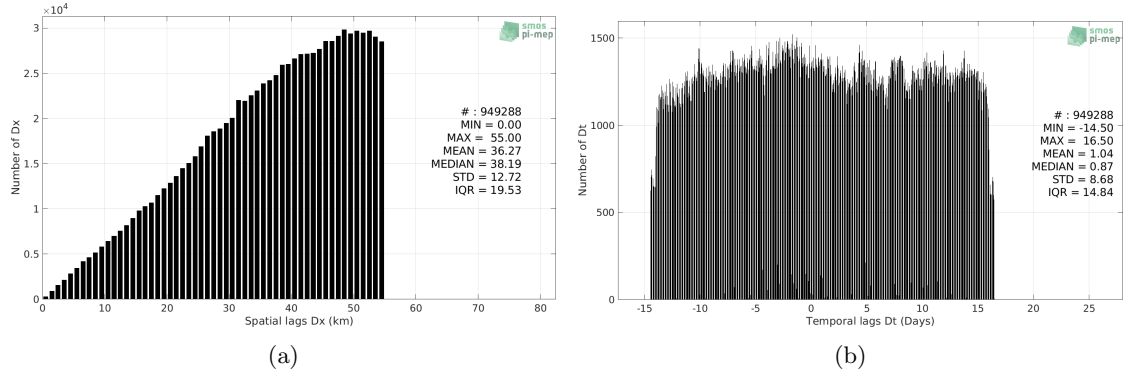 ×10⁴
3
2.5
2
1.5
1
0.5
0
Number of Dx
0 10 20 30 40 50 60 70 80
Spatial lags Dx (km)
smos
pi-mep
# : 949288
MIN = 0.00
MAX = 55.00
MEAN = 36.27
MEDIAN = 38.19
STD = 12.72
IQR = 19.53
(a)
1500
1000
500
0
Number of Dt
-15 -10 -5 0 5 10 15 20 25
Temporal lags Dt (Days)
smos
pi-mep
# : 949288
MIN = -14.50
MAX = 16.50
MEAN = 1.04
MEDIAN = 0.87
STD = 8.68
IQR = 14.84
(b)